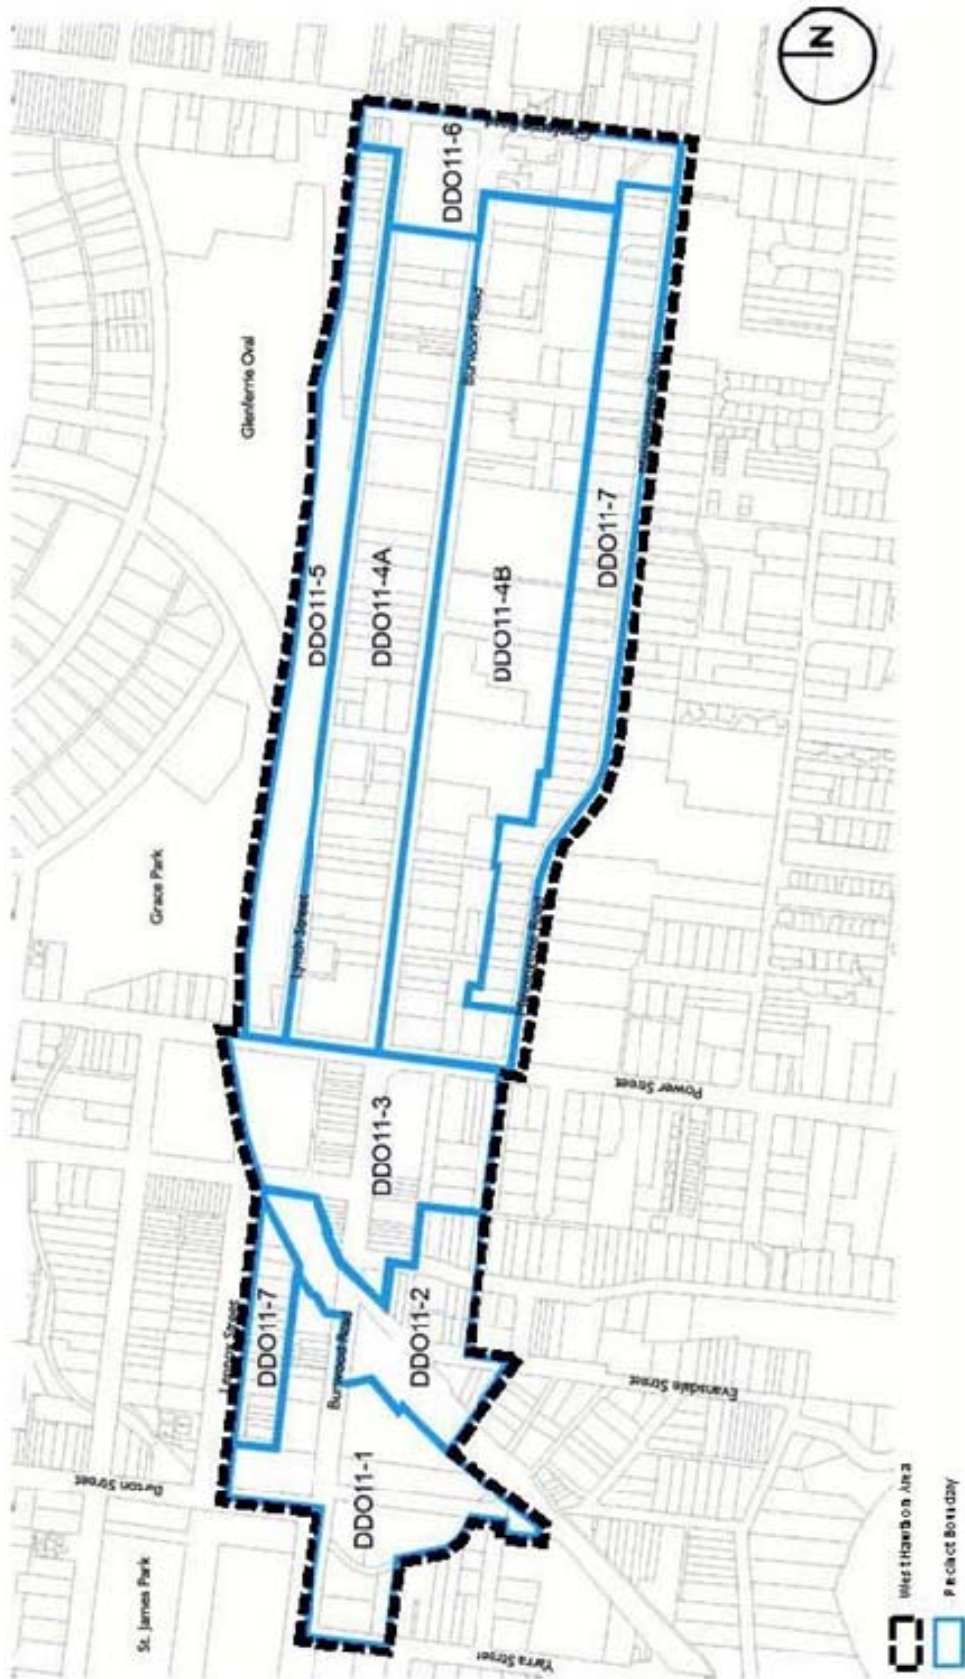 N
DDO11-6
Glenferrie Oval
Burwood Road
DDO11-5
DDO11-4A
DDO11-4B
DDO11-7
Grace Park
Lynch Street
Power Street
DDO11-3
DDO11-7
DDO11-2
Burwood Road
Evansdale Street
Burton Street
DDO11-1
St. James Park
Yarra Street
West Hawthorn Area
Precinct Boundary